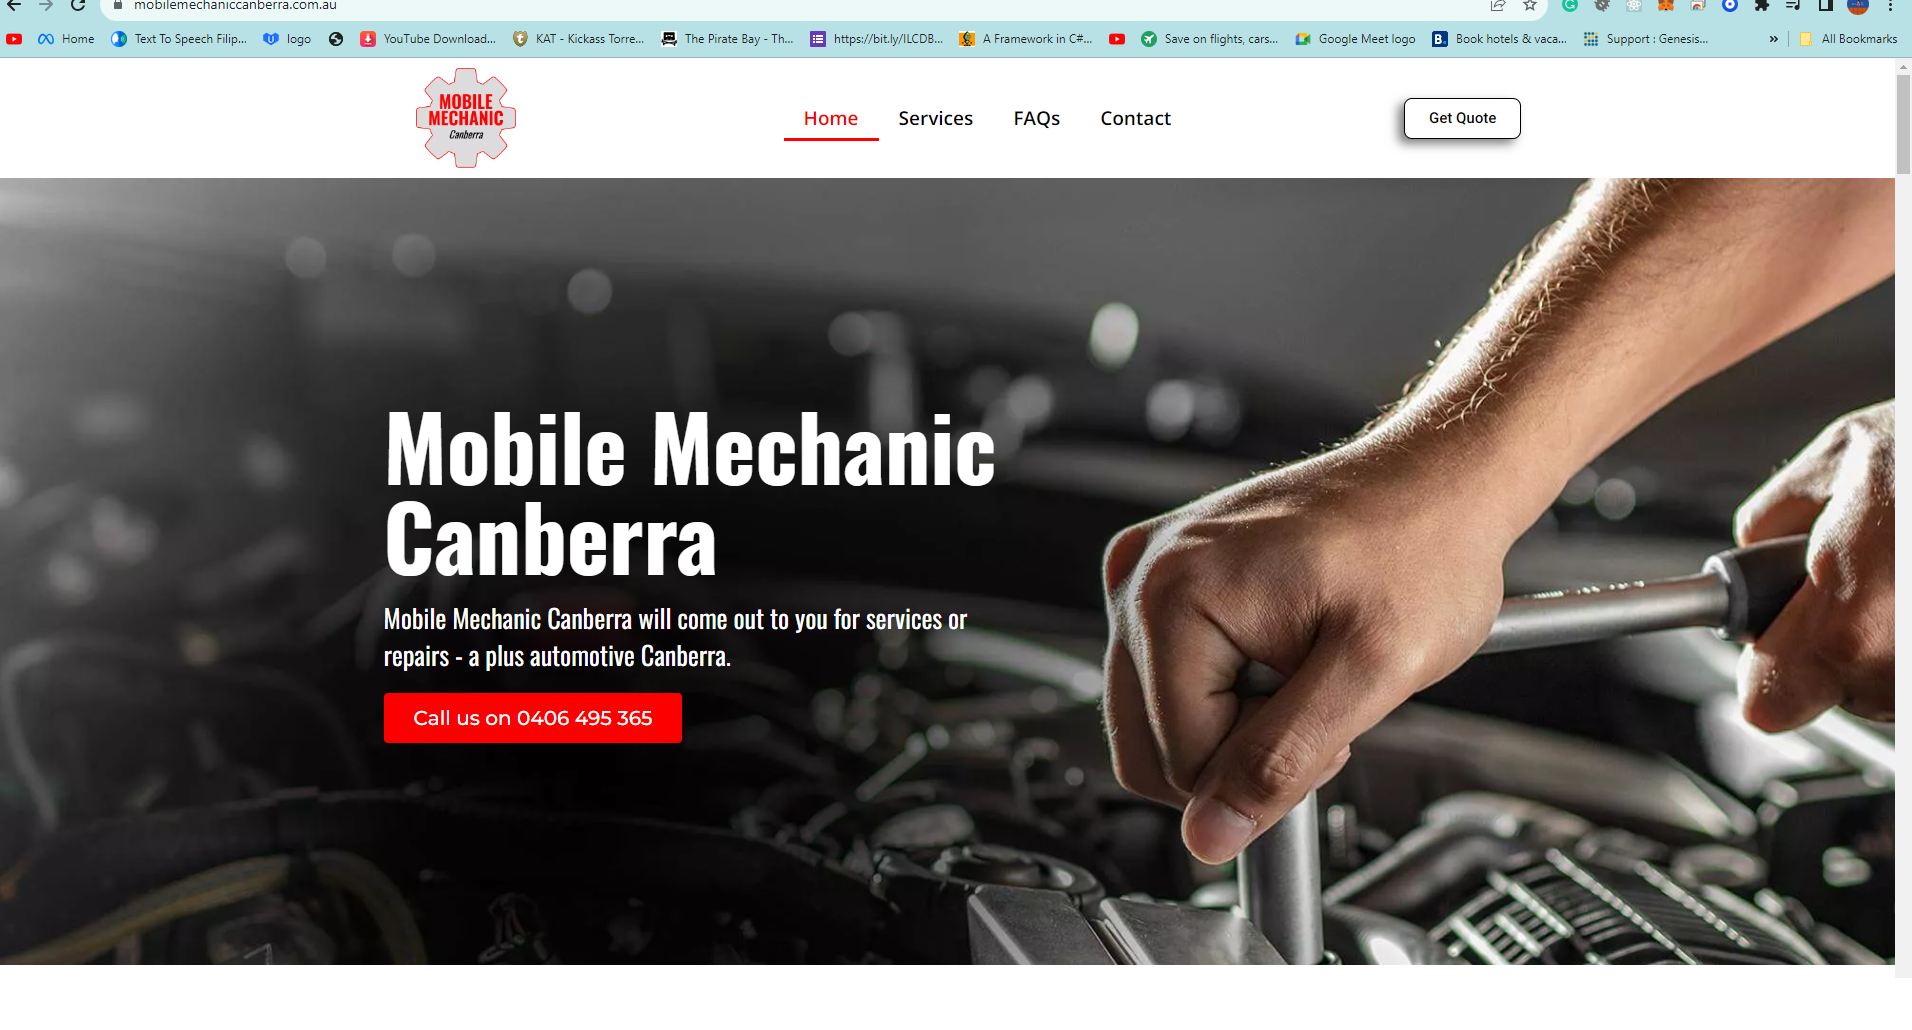 mobilemechaniccanberra.com.au
Home
Text To Speech Filip...
logo
YouTube Download...
KAT - Kickass Torre...
The Pirate Bay - Th...
https://bit.ly/ILCDB...
A Framework in C#...
Save on flights, cars...
Google Meet logo
Book hotels & vaca...
Support : Genesis...
»
All Bookmarks
MOBILE
MECHANIC
Canberra
Home
Services
FAQs
Contact
Get Quote
Mobile Mechanic
Canberra
Mobile Mechanic Canberra will come out to you for services or
repairs - a plus automotive Canberra.
Call us on 0406 495 365